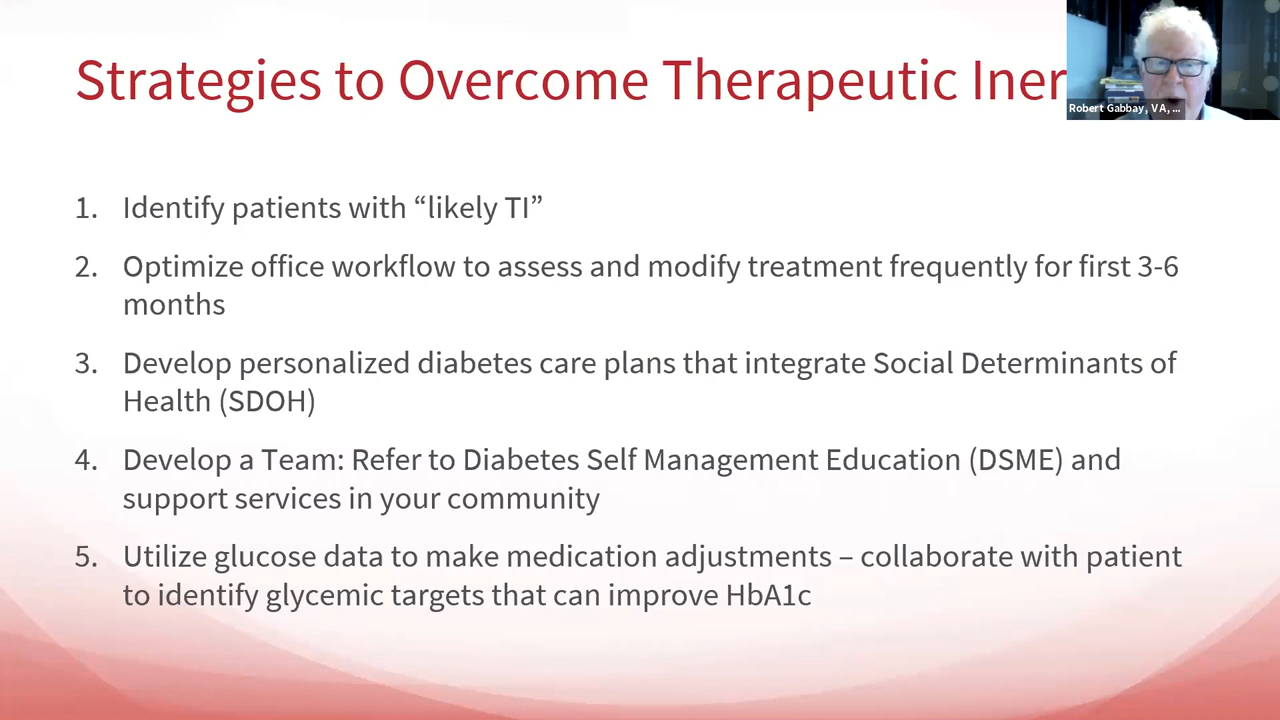 Strategies to Overcome Therapeutic Iner
Robert Gabbay, VA, ...
1. Identify patients with “likely TI”
2. Optimize office workflow to assess and modify treatment frequently for first 3-6
months
3. Develop personalized diabetes care plans that integrate Social Determinants of
Health (SDOH)
4. Develop a Team: Refer to Diabetes Self Management Education (DSME) and
support services in your community
5. Utilize glucose data to make medication adjustments – collaborate with patient
to identify glycemic targets that can improve HbA1c